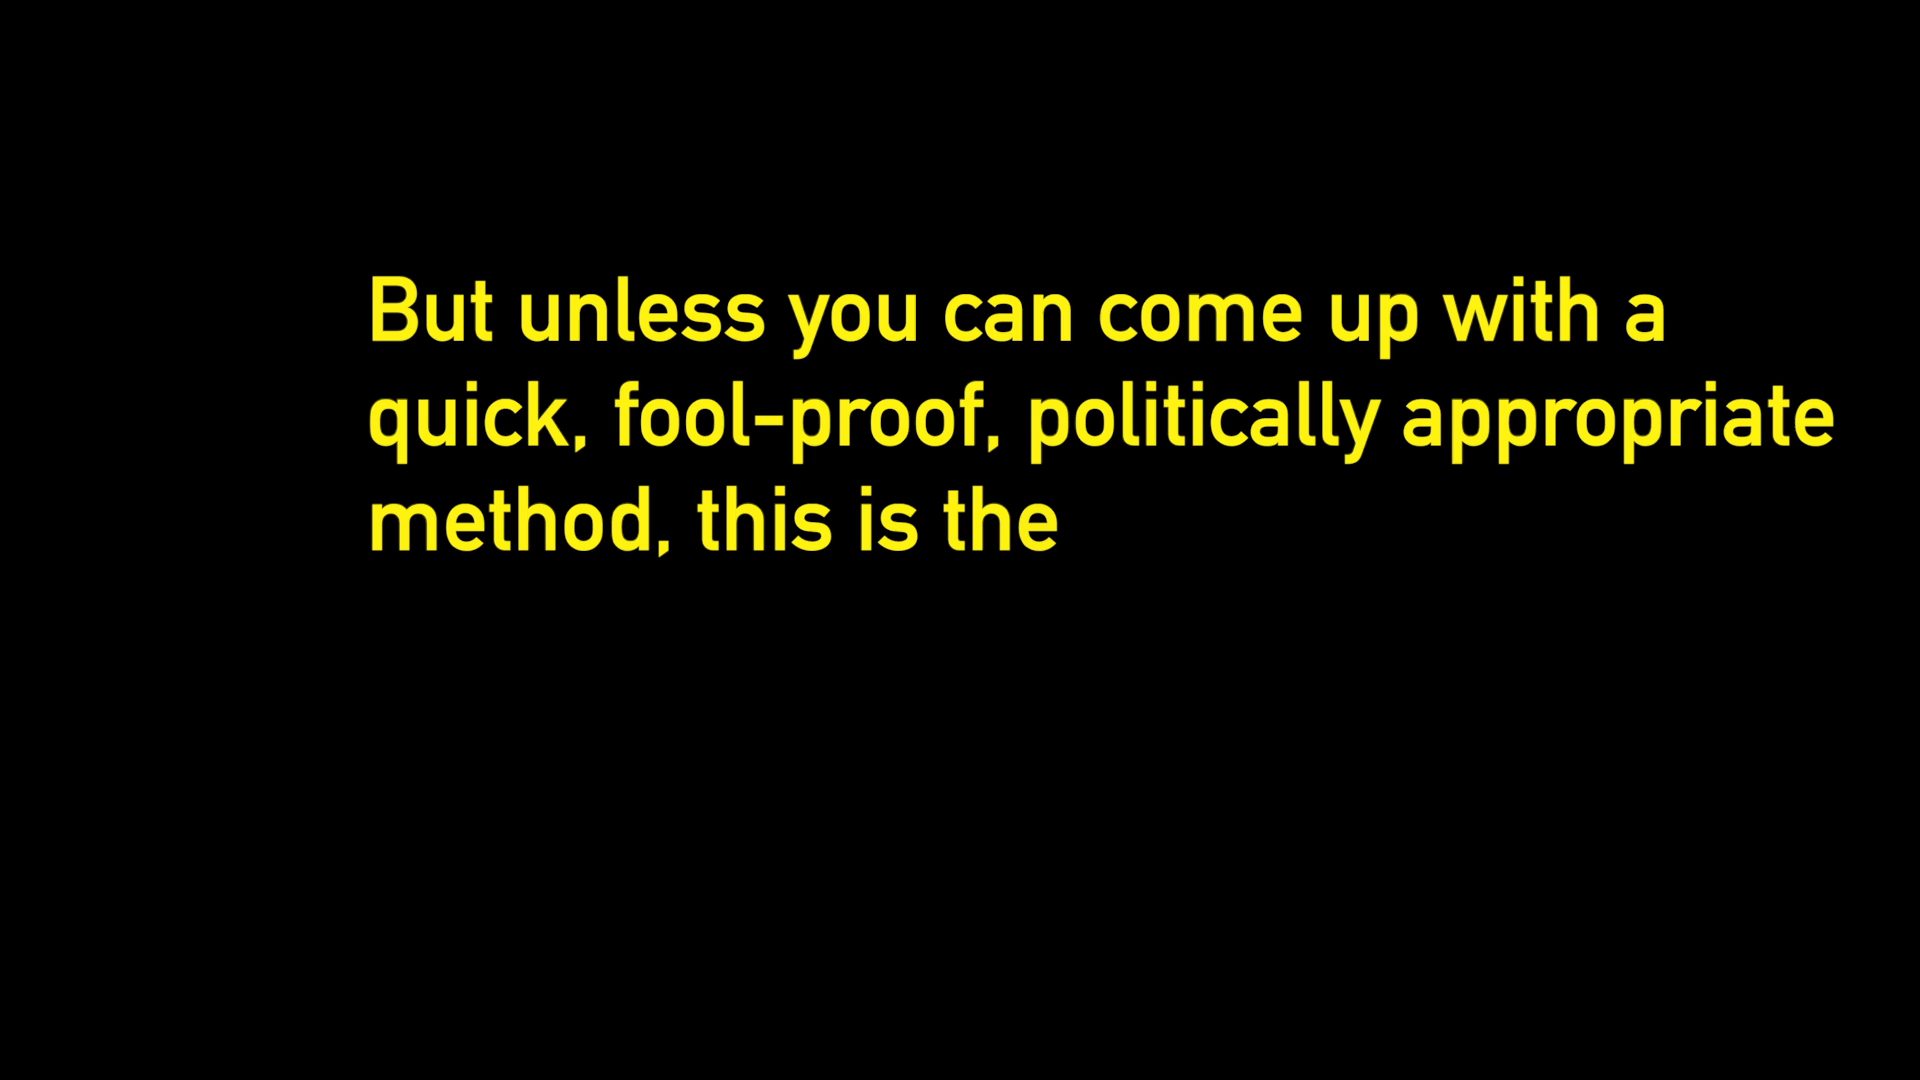 But unless you can come up with a
quick, fool-proof, politically appropriate
method, this is the